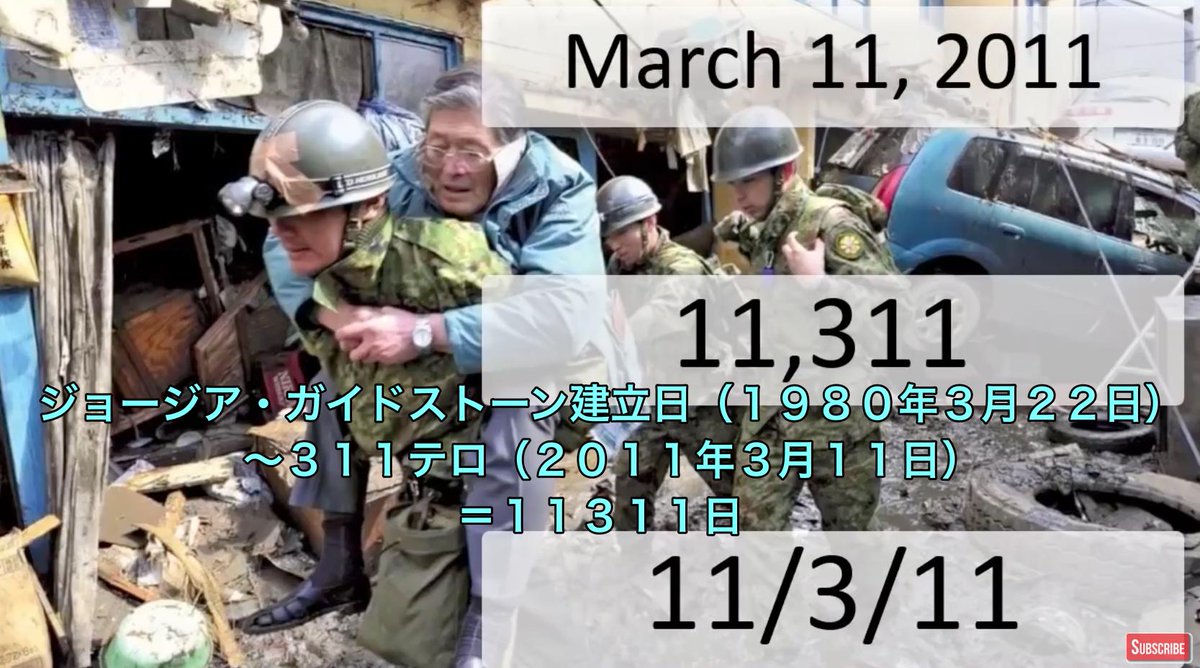 March 11, 2011
11,311
ジョージア・ガイドストーン建立日（１９８０年３月２２日）
～３１１テロ（２０１１年３月１１日）
＝１１３１１日
11/3/11
SUBSCRIBE